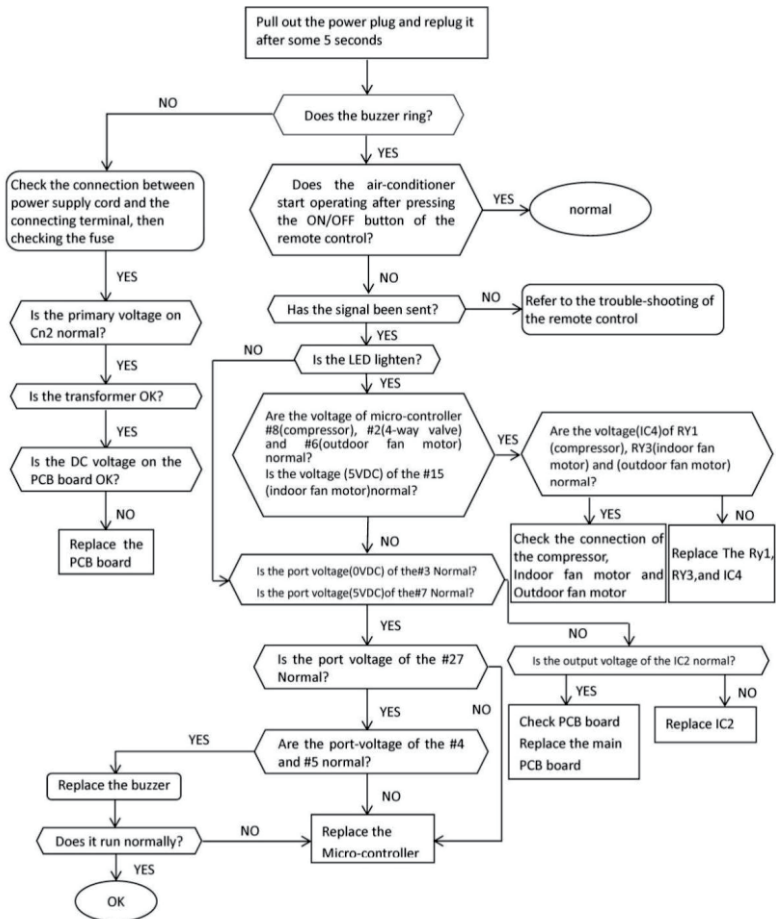 Pull out the power plug and replug it
after some 5 seconds
NO
Does the buzzer ring?
YES
Check the connection between
power supply cord and the
connecting terminal, then
checking the fuse
Does the air-conditioner
start operating after pressing
the ON/OFF button of the
remote control?
YES
normal
YES
NO
Is the primary voltage on
Cn2 normal?
Has the signal been sent?
NO
Refer to the trouble-shooting of
the remote control
YES
NO
Is the LED lighten?
YES
YES
Is the transformer OK?
YES
Is the DC voltage on the
PCB board OK?
NO
Replace the
PCB board
Are the voltage of micro-controller
#8(compressor), #2(4-way valve)
and #6(outdoor fan motor)
normal?
Is the voltage (5VDC) of the #15
(indoor fan motor)normal?
YES
Are the voltage(IC4)of RY1
(compressor), RY3(indoor fan
motor) and (outdoor fan motor)
normal?
YES
NO
Check the connection of
the compressor,
Indoor fan motor and
Outdoor fan motor
Replace The Ry1,
RY3,and IC4
NO
Is the port voltage(0VDC) of the#3 Normal?
Is the port voltage(5VDC)of the#7 Normal?
YES
NO
Is the port voltage of the #27
Normal?
Is the output voltage of the IC2 normal?
YES
NO
YES
NO
Check PCB board
Replace the main
PCB board
Replace IC2
YES
Are the port-voltage of the #4
and #5 normal?
Replace the buzzer
NO
Does it run normally?
NO
Replace the
Micro-controller
YES
OK